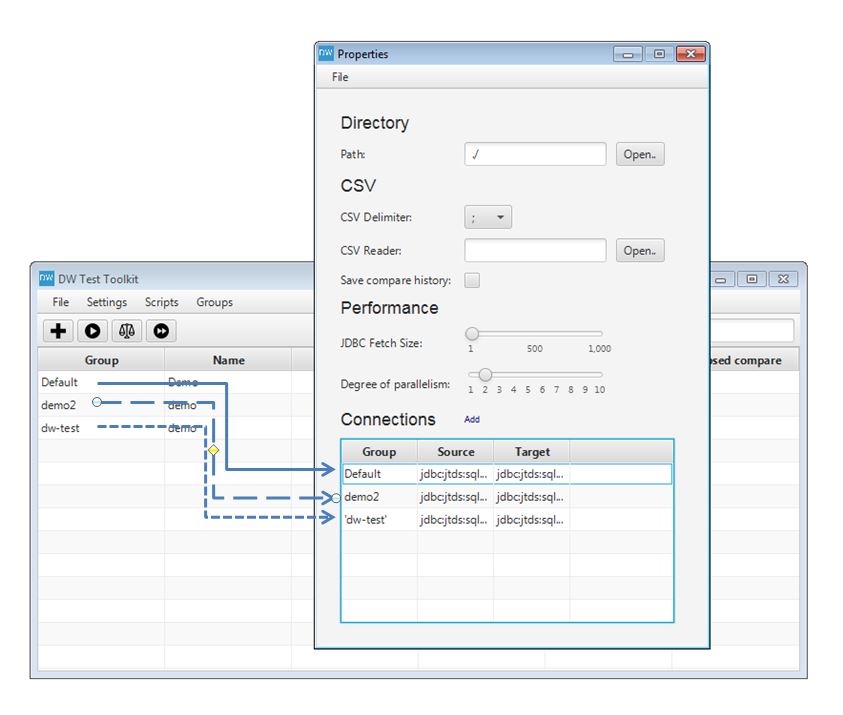 DW Properties
File
Directory
Path: ./ Open..
CSV
CSV Delimiter: ;
CSV Reader: Open..
Save compare history:
Performance
JDBC Fetch Size:
1 500 1,000
Degree of parallelism:
1 2 3 4 5 6 7 8 9 10
Connections Add
Group Source Target
Default jdbc:jtds:sql... jdbc:jtds:sql...
demo2 jdbc:jtds:sql... jdbc:jtds:sql...
'dw-test' jdbc:jtds:sql... jdbc:jtds:sql...
DW DW Test Toolkit
File Settings Scripts Groups
Group Name compare
Default Demo
demo2 demo
dw-test demo